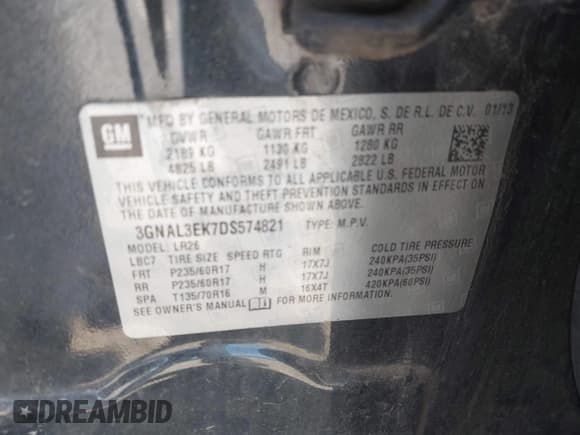 GM
MFD BY GENERAL MOTORS DE MEXICO, S. DE R.L. DE C.V. 01/13
GVWR GAWR FRT GAWR RR
2189 KG 1130 KG 1280 KG
4825 LB 2491 LB 2822 LB
THIS VEHICLE CONFORMS TO ALL APPLICABLE U.S. FEDERAL MOTOR
VEHICLE SAFETY AND THEFT PREVENTION STANDARDS IN EFFECT ON
THE DATE OF MANUFACTURE SHOWN ABOVE.
3GNAL3EK7DS574821 TYPE: M.P.V.
MODEL: LR26
LBC7 TIRE SIZE SPEED RTG RIM COLD TIRE PRESSURE
FRT P235/60R17 H 17X7J 240KPA(35PSI)
RR P235/60R17 H 17X7J 240KPA(35PSI)
SPA T135/70R16 M 16X4T 420KPA(60PSI)
SEE OWNER'S MANUAL FOR MORE INFORMATION.
DREAMBID